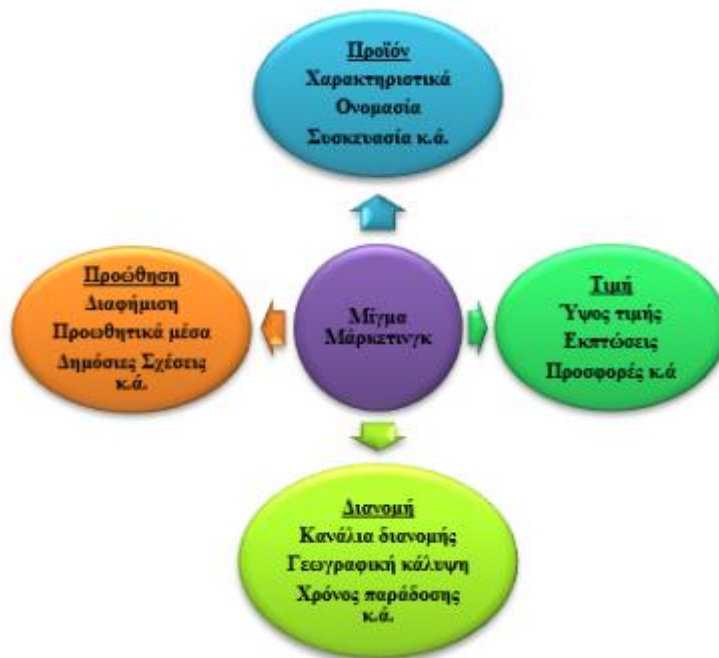 Προϊόν
Χαρακτηριστικά
Ονομασία
Συσκευασία κ.ά.
Προώθηση
Διαφήμιση
Προωθητικά μέσα
Δημόσιες Σχέσεις
κ.ά.
Μίγμα
Μάρκετινγκ
Τιμή
Ύψος τιμής
Εκπτώσεις
Προσφορές κ.ά
Διανομή
Κανάλια διανομής
Γεωγραφική κάλυψη
Χρόνος παράδοσης
κ.ά.